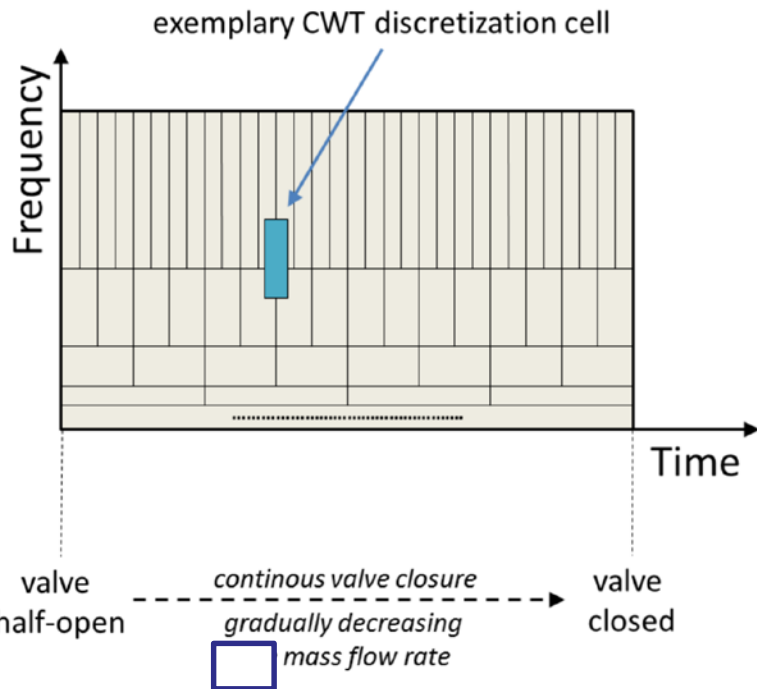 exemplary CWT discretization cell
Frequency
Time
valve
half-open
continous valve closure
gradually decreasing
mass flow rate
valve
closed